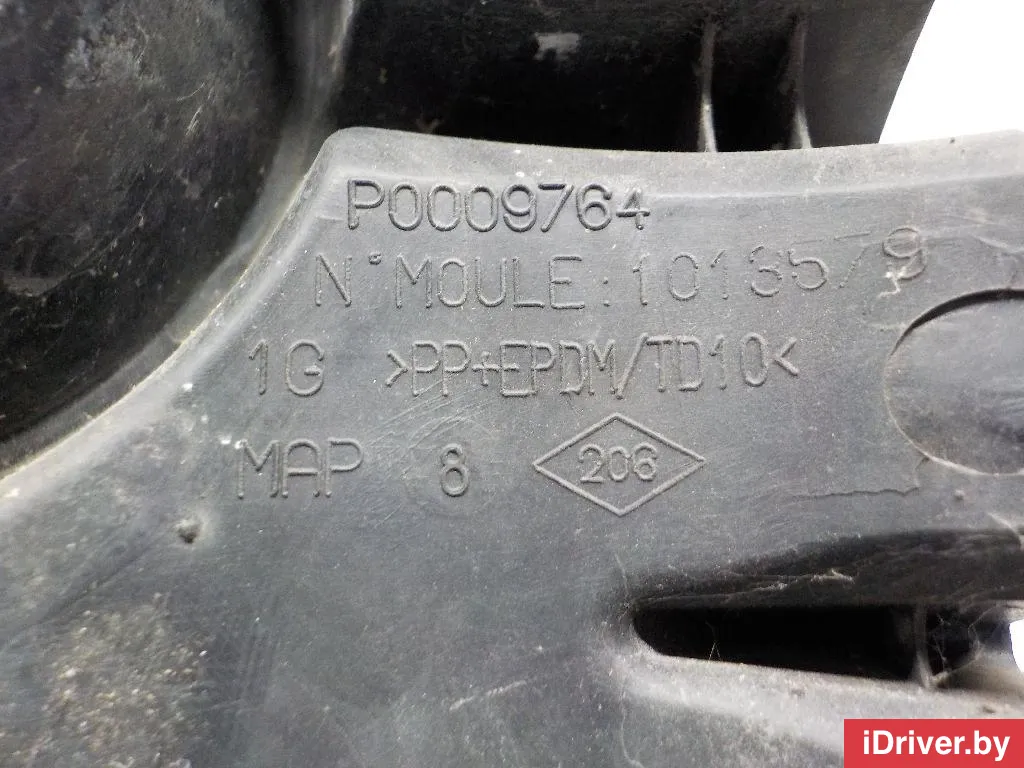 P0009764
N° MOULE: 1013579
1G >PP+EPDM/TD10<
MAP 8 206
iDriver.by